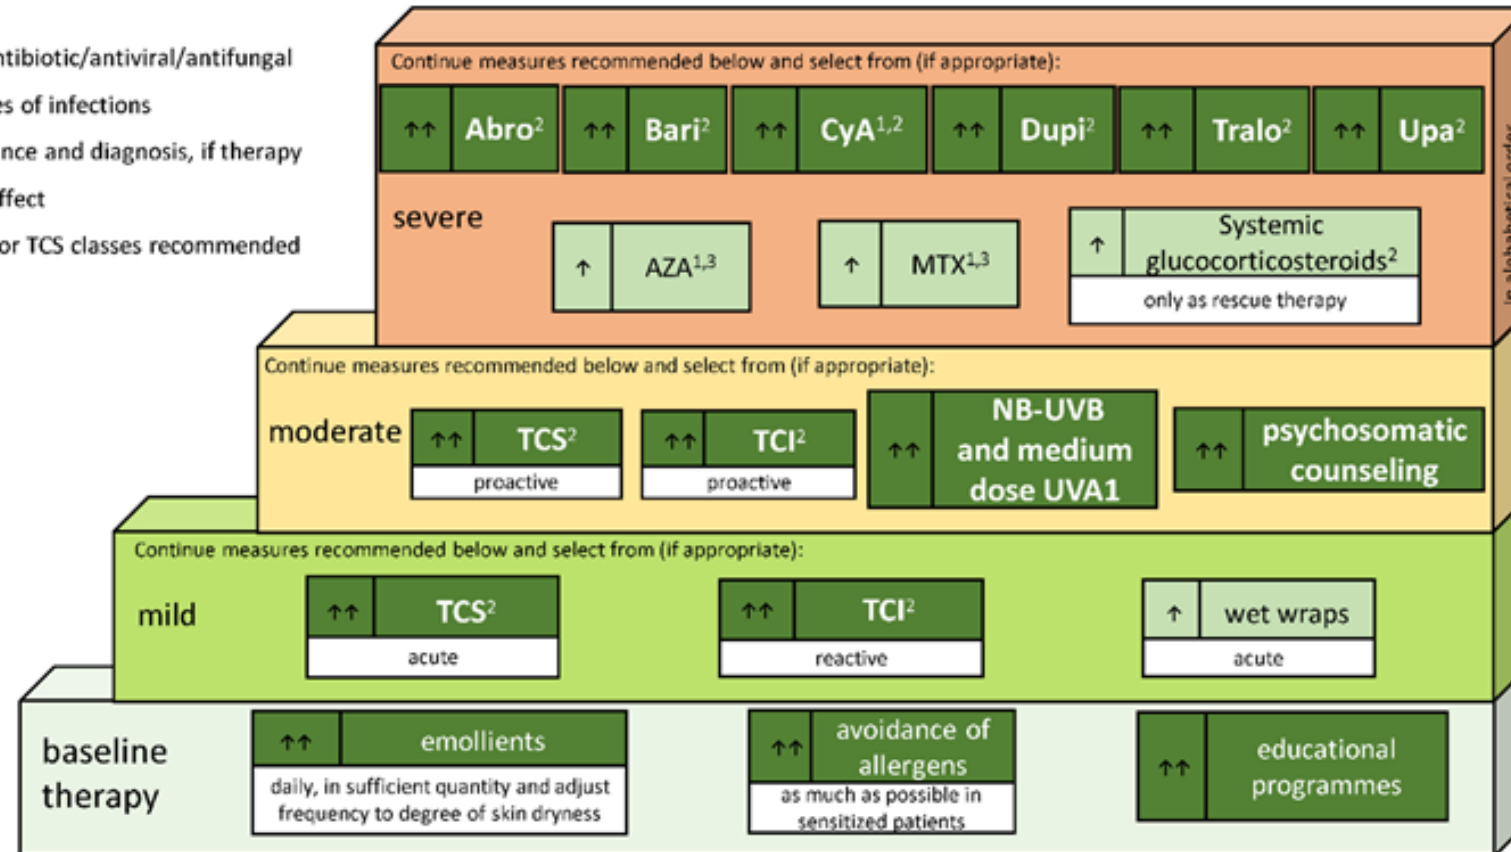 ntibiotic/antiviral/antifungal
es of infections
nce and diagnosis, if therapy
ffect
or TCS classes recommended
Continue measures recommended below and select from (if appropriate):
↑↑ Abro²
↑↑ Bari²
↑↑ CyA¹,²
↑↑ Dupi²
↑↑ Tralo²
↑↑ Upa²
severe
↑ AZA¹,³
↑ MTX¹,³
↑ Systemic
glucocorticosteroids²
only as rescue therapy
in alphabetical order
Continue measures recommended below and select from (if appropriate):
moderate
↑↑ TCS²
proactive
↑↑ TCI²
proactive
↑↑ NB-UVB
and medium
dose UVA1
↑↑ psychosomatic
counseling
Continue measures recommended below and select from (if appropriate):
mild
↑↑ TCS²
acute
↑↑ TCI²
reactive
↑ wet wraps
acute
baseline
therapy
↑↑ emollients
daily, in sufficient quantity and adjust
frequency to degree of skin dryness
↑↑ avoidance of
allergens
as much as possible in
sensitized patients
↑↑ educational
programmes